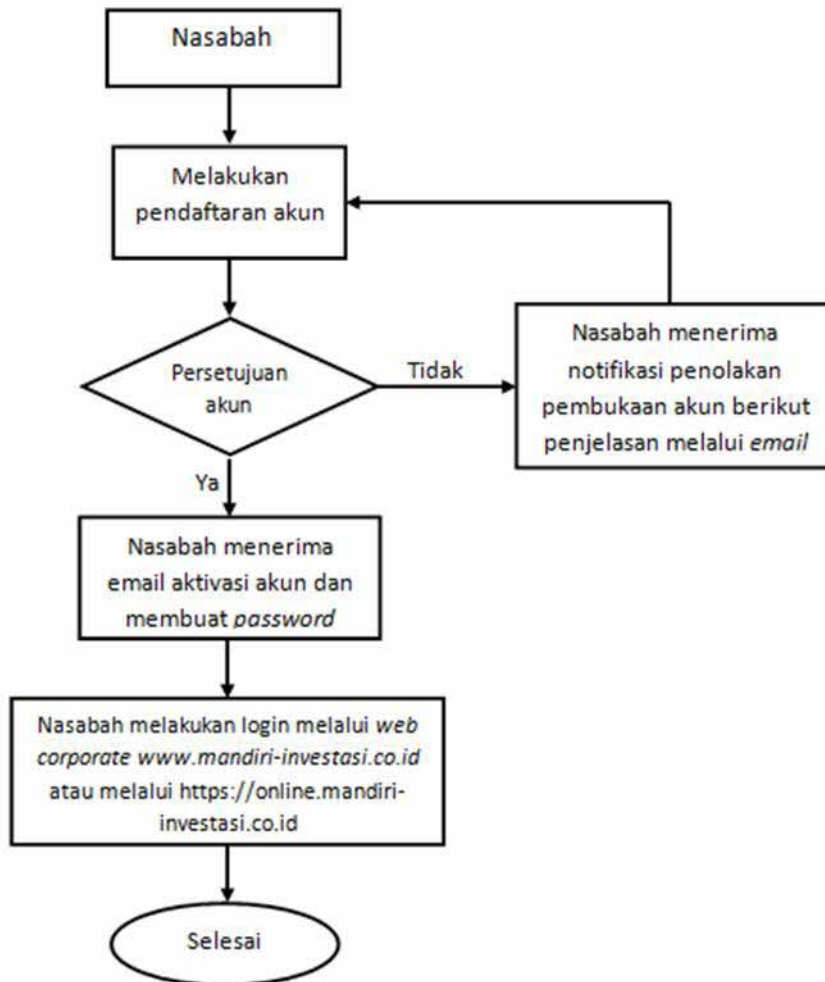 Nasabah
Melakukan
pendaftaran akun
Persetujuan
akun
Tidak
Nasabah menerima
notifikasi penolakan
pembukaan akun berikut
penjelasan melalui email
Ya
Nasabah menerima
email aktivasi akun dan
membuat password
Nasabah melakukan login melalui web
corporate www.mandiri-investasi.co.id
atau melalui https://online.mandiri-
investasi.co.id
Selesai